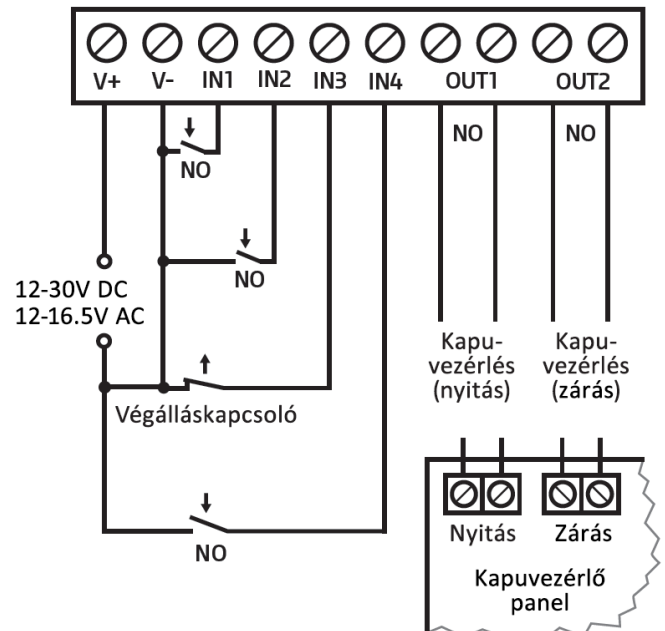 V+ V- IN1 IN2 IN3 IN4 OUT1 OUT2
NO NO
NO
NO
12-30V DC
12-16.5V AC
Kapu-
vezérlés
(nyitás)
Kapu-
vezérlés
(zárás)
Végálláskapcsoló
NO
Nyitás Zárás
Kapuvezérlő
panel